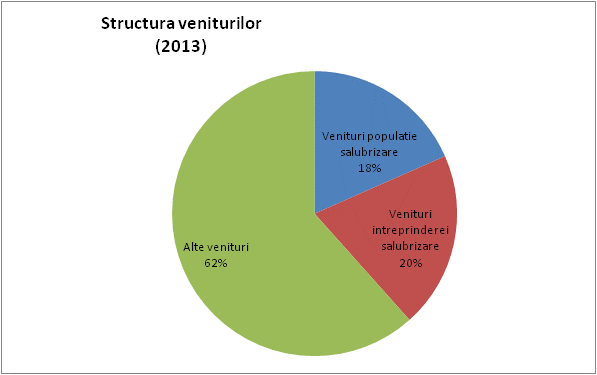 Structura veniturilor
(2013)
Venituri populatie
salubrizare
18%
Venituri
intreprinderei
salubrizare
20%
Alte venituri
62%